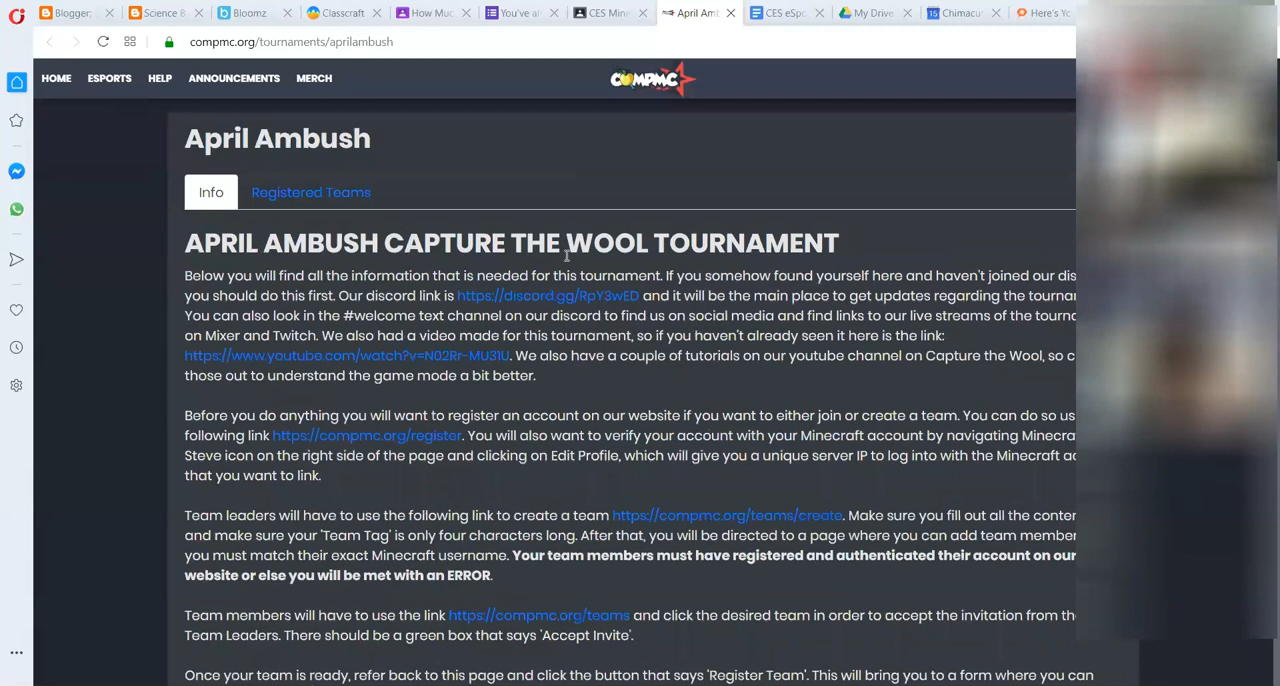 Blogger: Science B Bloomz Classcraft How Muc You've al CES Mine April Amb CES eSpo My Drive Chimacu Here's Yo
compmc.org/tournaments/aprilambush
HOME ESPORTS HELP ANNOUNCEMENTS MERCH COMPMC
April Ambush
Info Registered Teams
APRIL AMBUSH CAPTURE THE WOOL TOURNAMENT
Below you will find all the information that is needed for this tournament. If you somehow found yourself here and haven't joined our dis
you should do this first. Our discord link is https://discord.gg/RpY3wED and it will be the main place to get updates regarding the tournar
You can also look in the #welcome text channel on our discord to find us on social media and find links to our live streams of the tourna
on Mixer and Twitch. We also had a video made for this tournament, so if you haven't already seen it here is the link:
https://www.youtube.com/watch?v=N02Rr-MU31U. We also have a couple of tutorials on our youtube channel on Capture the Wool, so c
those out to understand the game mode a bit better.
Before you do anything you will want to register an account on our website if you want to either join or create a team. You can do so us
following link https://compmc.org/register. You will also want to verify your account with your Minecraft account by navigating Minecra
Steve icon on the right side of the page and clicking on Edit Profile, which will give you a unique server IP to log into with the Minecraft ac
that you want to link.
Team leaders will have to use the following link to create a team https://compmc.org/teams/create. Make sure you fill out all the conter
and make sure your 'Team Tag' is only four characters long. After that, you will be directed to a page where you can add team member
you must match their exact Minecraft username. Your team members must have registered and authenticated their account on our
website or else you will be met with an ERROR.
Team members will have to use the link https://compmc.org/teams and click the desired team in order to accept the invitation from the
Team Leaders. There should be a green box that says 'Accept Invite'.
Once your team is ready, refer back to this page and click the button that says 'Register Team'. This will bring you to a form where you can